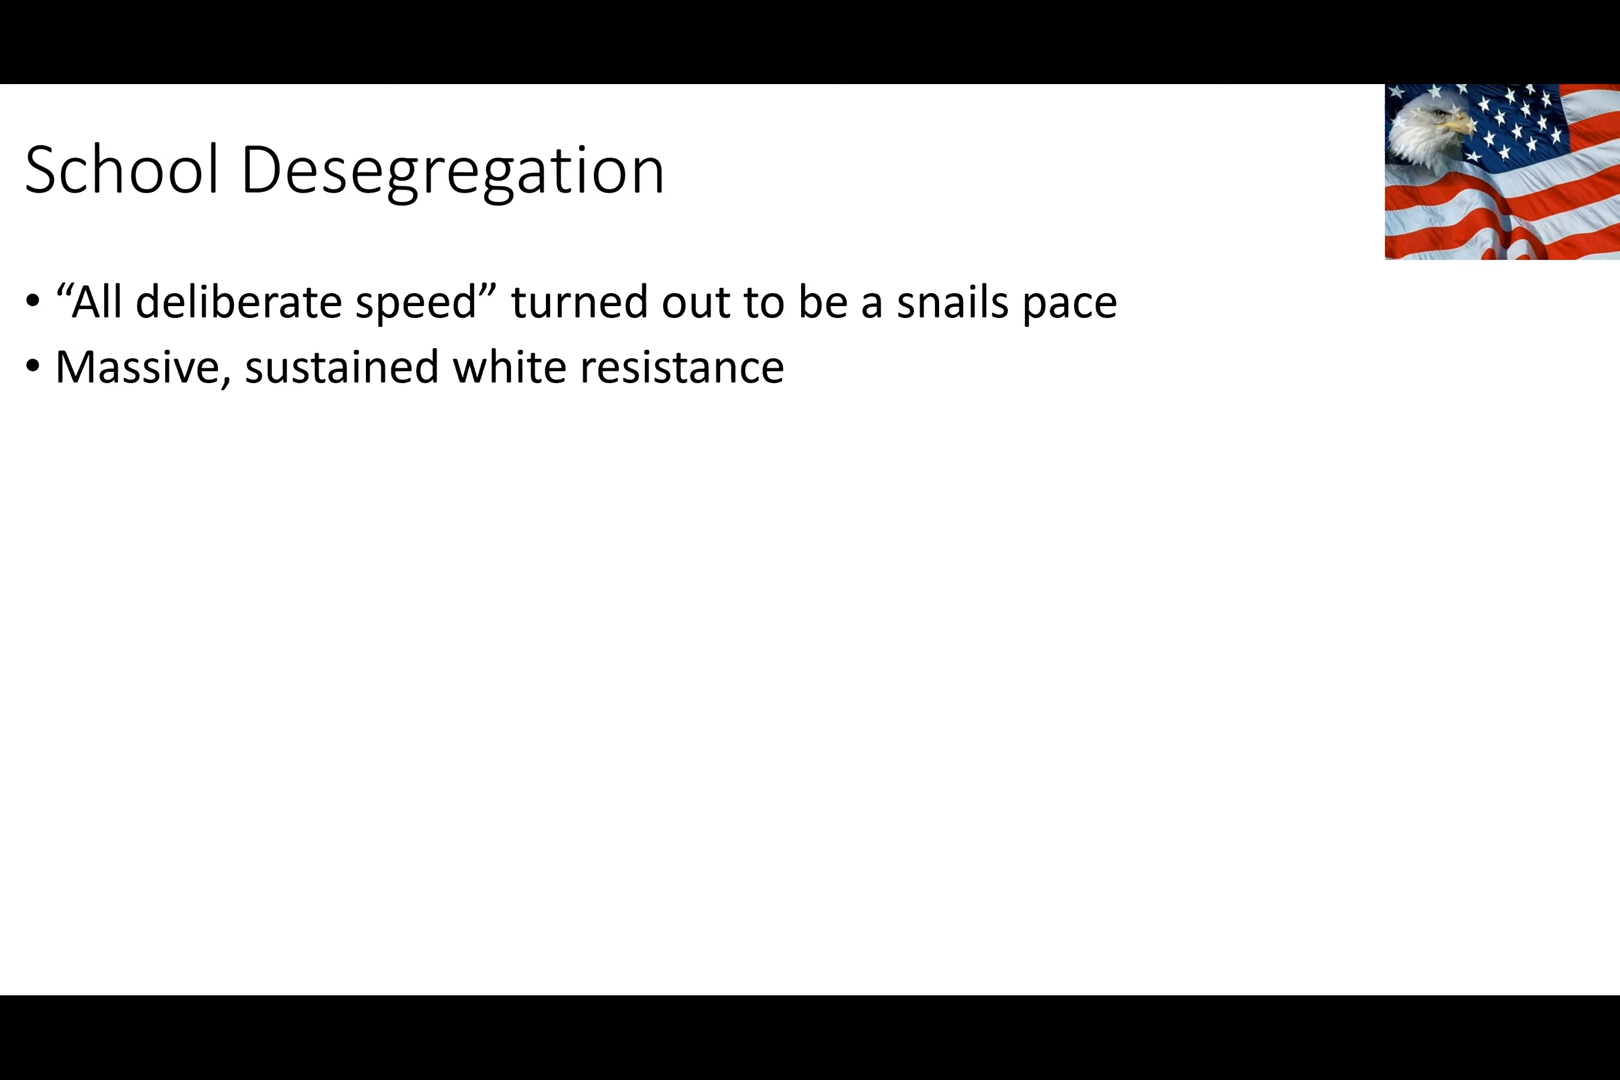 School Desegregation
• “All deliberate speed” turned out to be a snails pace
• Massive, sustained white resistance